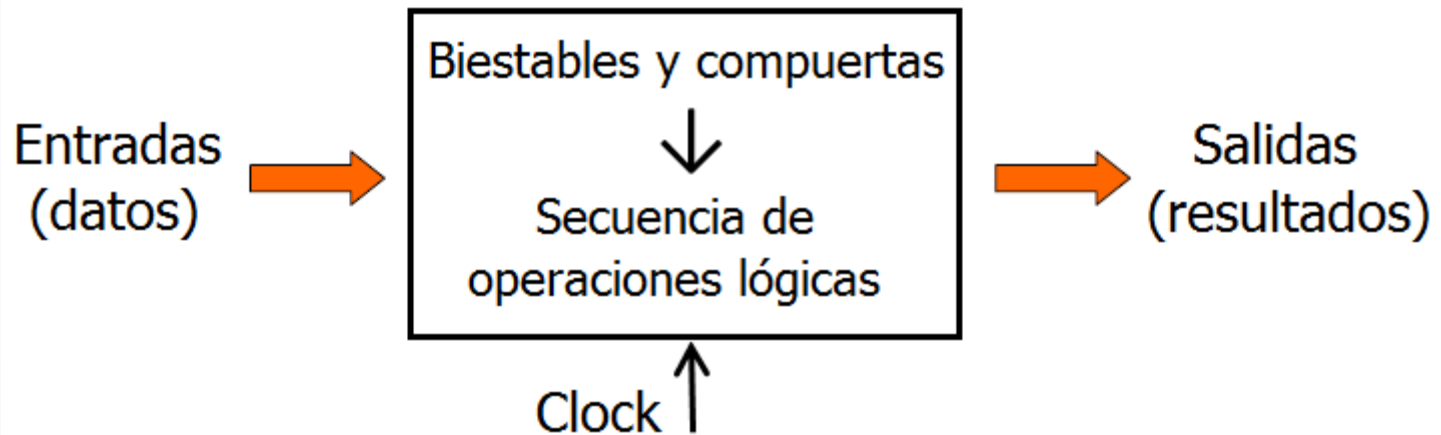 Biestables y compuertas
Entradas
(datos)
Secuencia de
operaciones lógicas
Salidas
(resultados)
Clock